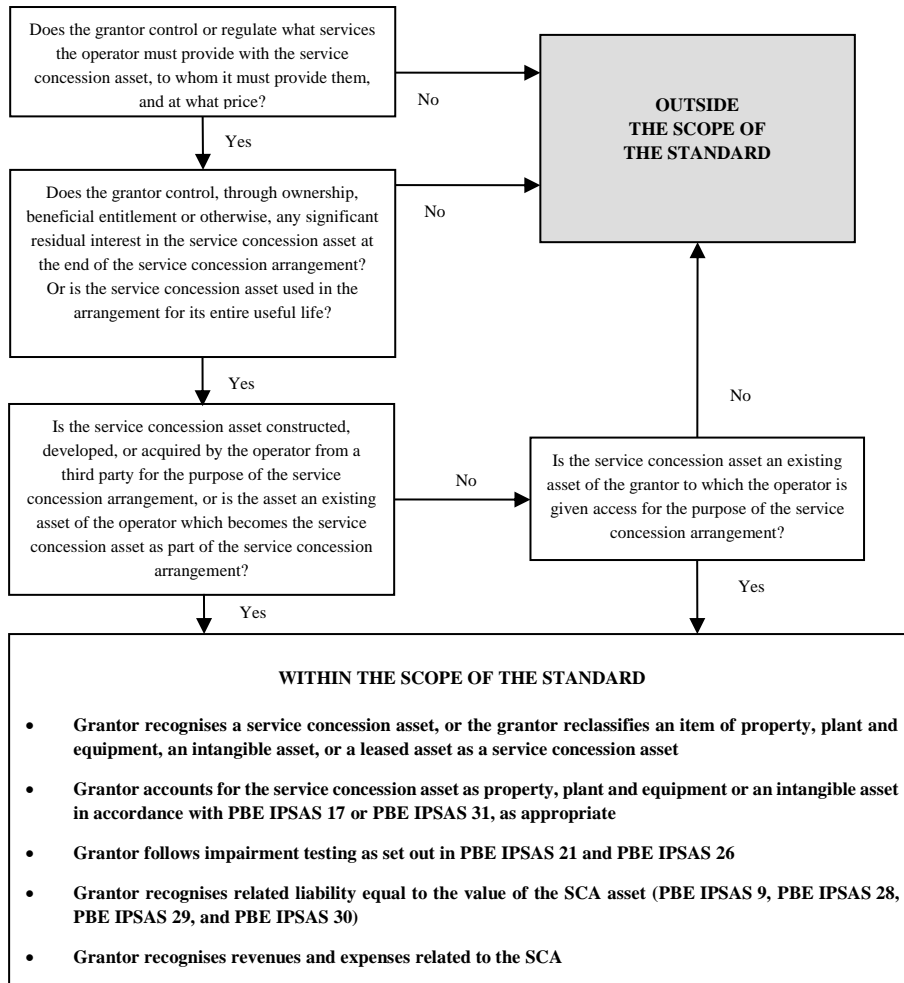 Does the grantor control or regulate what services
the operator must provide with the service
concession asset, to whom it must provide them,
and at what price?
No
OUTSIDE
THE SCOPE OF
THE STANDARD
Yes
Does the grantor control, through ownership,
beneficial entitlement or otherwise, any significant
residual interest in the service concession asset at
the end of the service concession arrangement?
Or is the service concession asset used in the
arrangement for its entire useful life?
No
Yes
No
Is the service concession asset constructed,
developed, or acquired by the operator from a
third party for the purpose of the service
concession arrangement, or is the asset an existing
asset of the operator which becomes the service
concession asset as part of the service concession
arrangement?
No
Is the service concession asset an existing
asset of the grantor to which the operator is
given access for the purpose of the service
concession arrangement?
Yes
Yes
WITHIN THE SCOPE OF THE STANDARD
• Grantor recognises a service concession asset, or the grantor reclassifies an item of property, plant and
equipment, an intangible asset, or a leased asset as a service concession asset
• Grantor accounts for the service concession asset as property, plant and equipment or an intangible asset
in accordance with PBE IPSAS 17 or PBE IPSAS 31, as appropriate
• Grantor follows impairment testing as set out in PBE IPSAS 21 and PBE IPSAS 26
• Grantor recognises related liability equal to the value of the SCA asset (PBE IPSAS 9, PBE IPSAS 28,
PBE IPSAS 29, and PBE IPSAS 30)
• Grantor recognises revenues and expenses related to the SCA